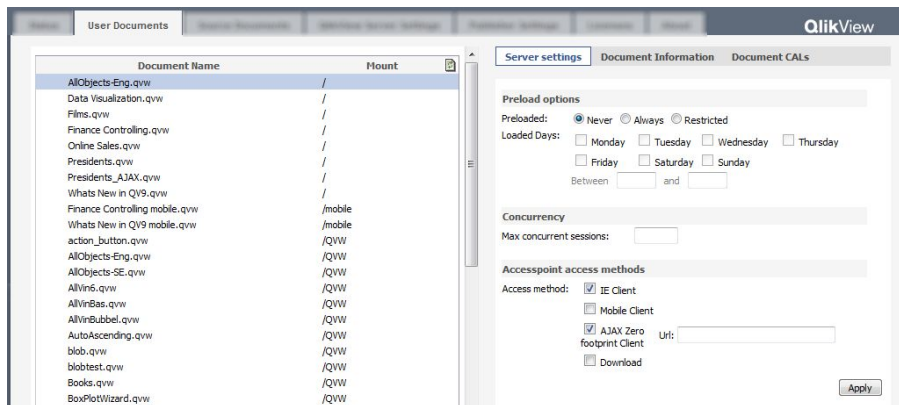 User Documents
QlikView
Document Name Mount
AllObjects-Eng.qvw /
Data Visualization.qvw /
Films.qvw /
Finance Controlling.qvw /
Online Sales.qvw /
Presidents.qvw /
Presidents_AJAX.qvw /
Whats New in QV9.qvw /
Finance Controlling mobile.qvw /mobile
Whats New in QV9 mobile.qvw /mobile
action_button.qvw /QVW
AllObjects-Eng.qvw /QVW
AllObjects-SE.qvw /QVW
AllVin6.qvw /QVW
AllVinBas.qvw /QVW
AllVinBubbel.qvw /QVW
AutoAscending.qvw /QVW
blob.qvw /QVW
blobtest.qvw /QVW
Books.qvw /QVW
BoxPlotWizard.qvw /QVW
Server settings Document Information Document CALs
Preload options
Preloaded: Never Always Restricted
Loaded Days: Monday Tuesday Wednesday Thursday
Friday Saturday Sunday
Between and
Concurrency
Max concurrent sessions:
Accesspoint access methods
Access method: IE Client
Mobile Client
AJAX Zero Url:
footprint Client
Download
Apply